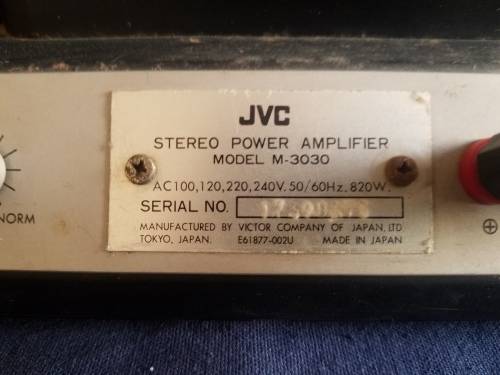 JVC
STEREO POWER AMPLIFIER
MODEL M-3030
AC100,120,220,240V. 50/60Hz. 820W.
SERIAL NO.
MANUFACTURED BY VICTOR COMPANY OF JAPAN, LTD
TOKYO, JAPAN. E61877-002U MADE IN JAPAN
NORM
⊕